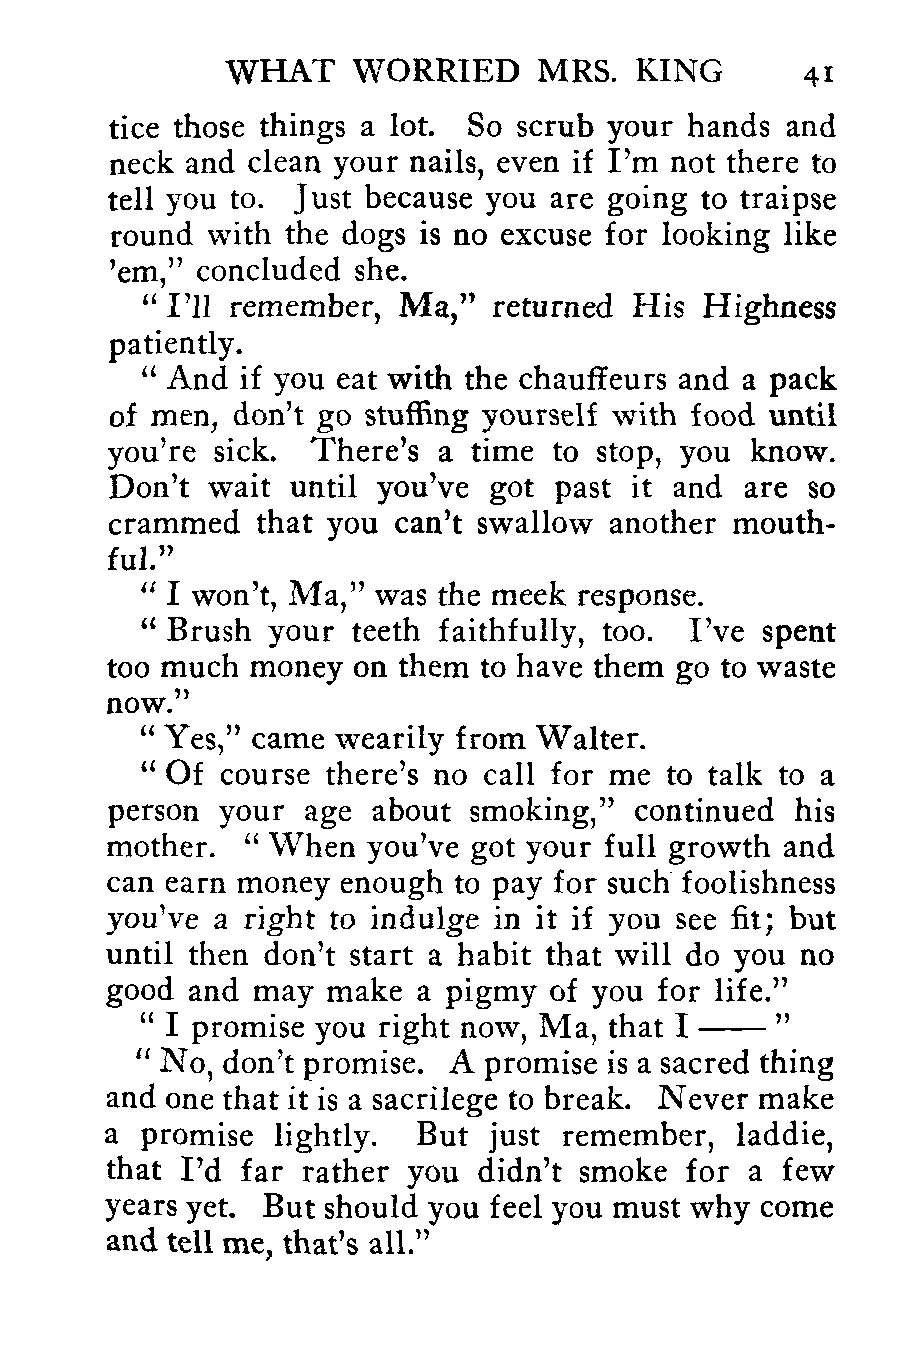 WHAT WORRIED MRS. KING 41
tice those things a lot. So scrub your hands and
neck and clean your nails, even if I'm not there to
tell you to. Just because you are going to traipse
round with the dogs is no excuse for looking like
'em," concluded she.
"I'll remember, Ma," returned His Highness
patiently.
"And if you eat with the chauffeurs and a pack
of men, don't go stuffing yourself with food until
you're sick. There's a time to stop, you know.
Don't wait until you've got past it and are so
crammed that you can't swallow another mouth-
ful."
"I won't, Ma," was the meek response.
"Brush your teeth faithfully, too. I've spent
too much money on them to have them go to waste
now."
"Yes," came wearily from Walter.
"Of course there's no call for me to talk to a
person your age about smoking," continued his
mother. "When you've got your full growth and
can earn money enough to pay for such foolishness
you've a right to indulge in it if you see fit; but
until then don't start a habit that will do you no
good and may make a pigmy of you for life."
"I promise you right now, Ma, that I —— "
"No, don't promise. A promise is a sacred thing
and one that it is a sacrilege to break. Never make
a promise lightly. But just remember, laddie,
that I'd far rather you didn't smoke for a few
years yet. But should you feel you must why come
and tell me, that's all."